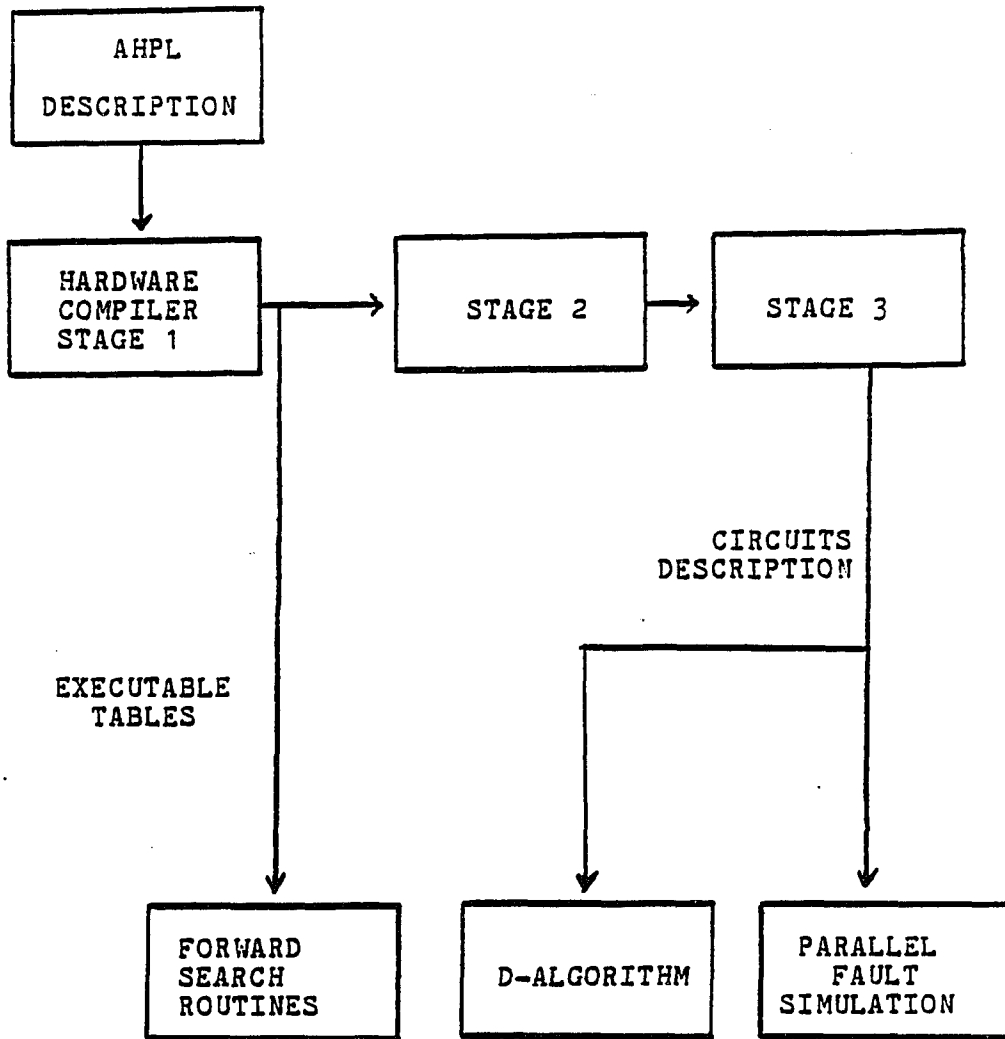 AHPL
DESCRIPTION
HARDWARE
COMPILER
STAGE 1
STAGE 2
STAGE 3
CIRCUITS
DESCRIPTION
EXECUTABLE
TABLES
FORWARD
SEARCH
ROUTINES
D-ALGORITHM
PARALLEL
FAULT
SIMULATION